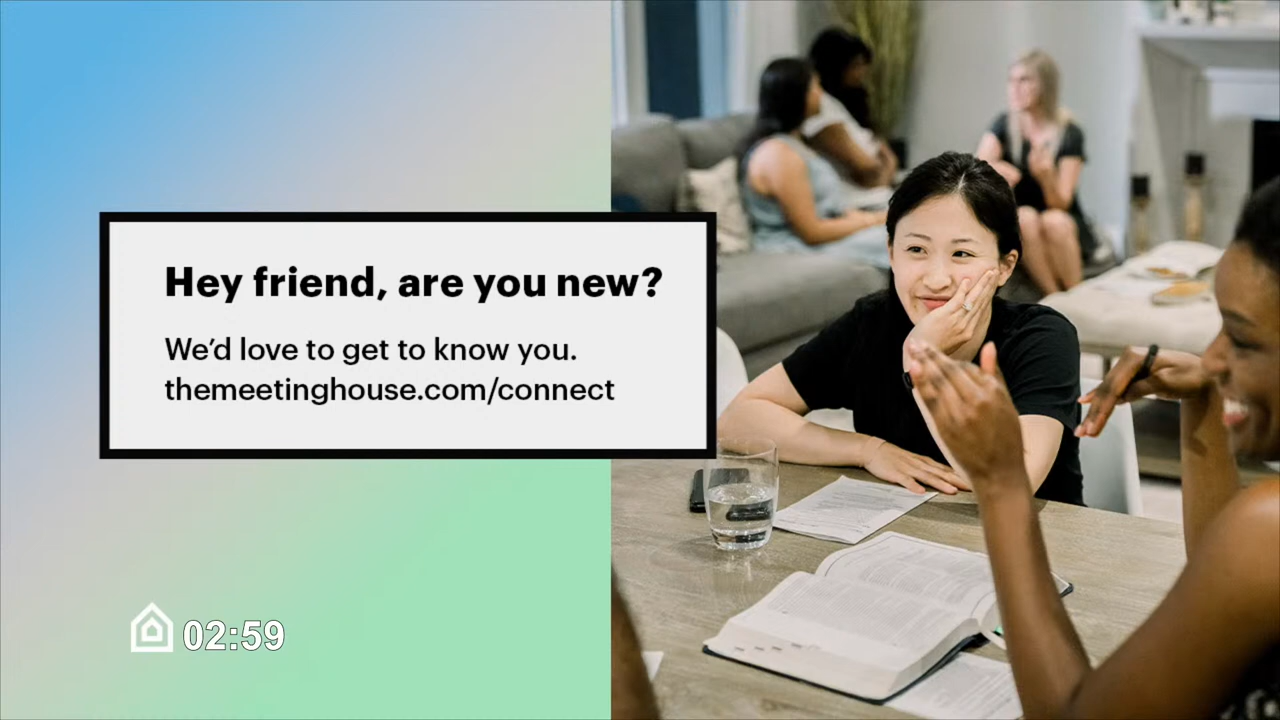 Hey friend, are you new?
We’d love to get to know you.
themeetinghouse.com/connect
02:59